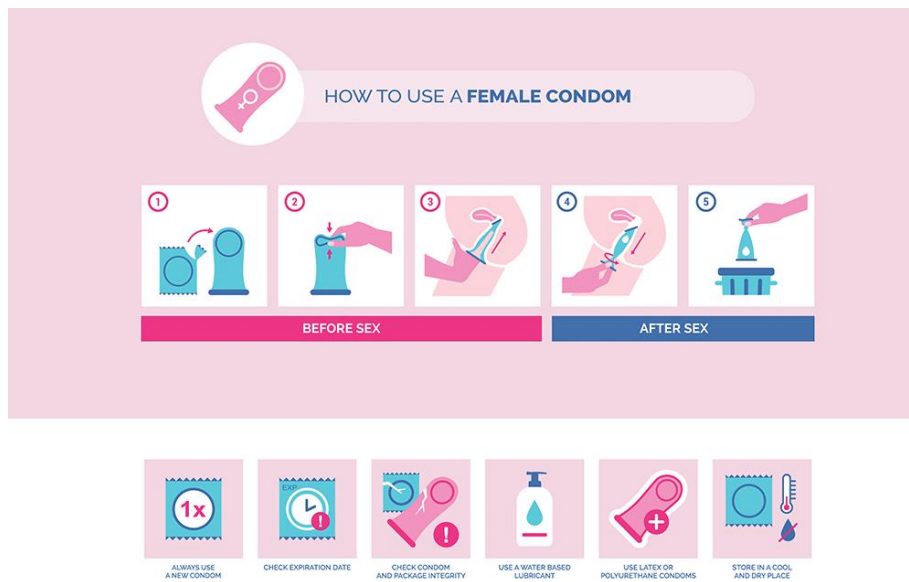 HOW TO USE A FEMALE CONDOM
1
2
3
4
5
BEFORE SEX
AFTER SEX
1x
EXP.
ALWAYS USE
A NEW CONDOM
CHECK EXPIRATION DATE
CHECK CONDOM
AND PACKAGE INTEGRITY
USE A WATER BASED
LUBRICANT
USE LATEX OR
POLYURETHANE CONDOMS
STORE IN A COOL
AND DRY PLACE